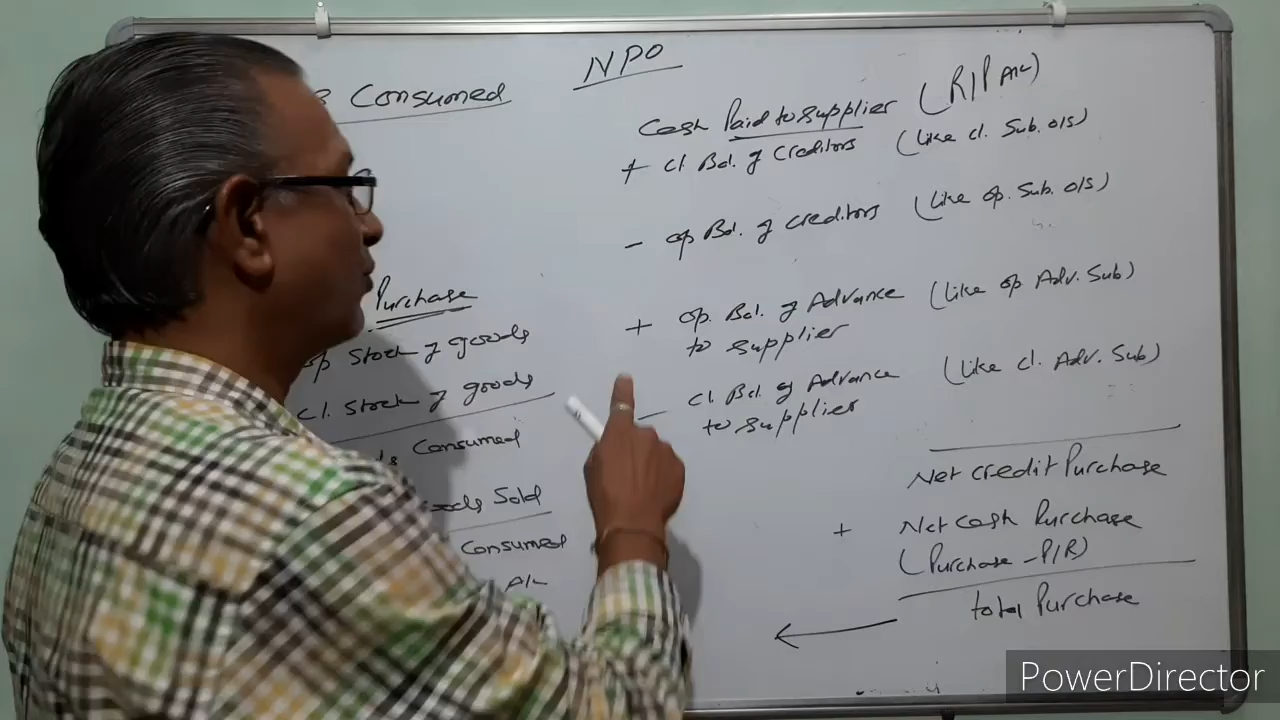 NPO
Consumed
Purchase
op Stock of goods
cl. Stock of goods
Consumed
Goods Sold
Consumed
A/c
Cash Paid to supplier (R/P A/c)
+ cl. Bal. of Creditors (like cl. Sub. o/s)
- op Bal. of Creditors (like op. Sub. o/s)
+ op. Bal. of Advance (like op Adv. Sub)
to supplier
- cl. Bal. of Advance (like cl. Adv. Sub)
to supplier
Net Credit Purchase
+ Net Cash Purchase
(Purchase - P/R)
total Purchase
PowerDirector